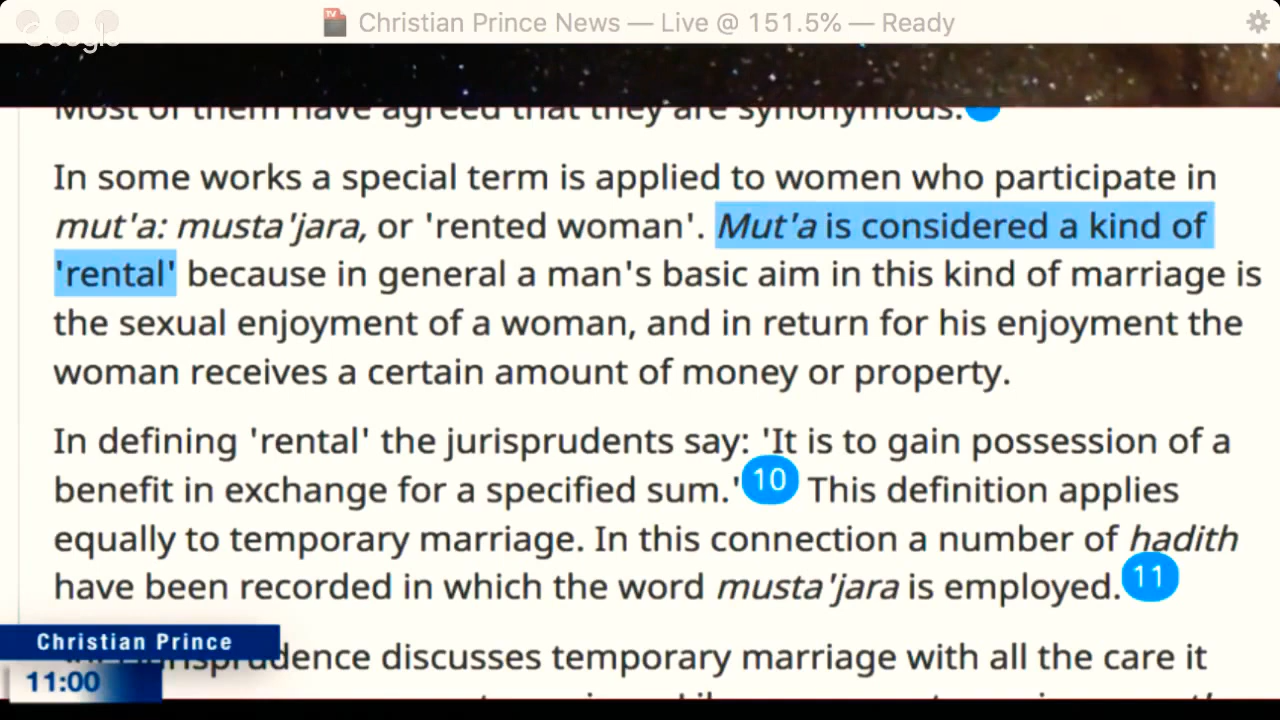 Christian Prince News — Live @ 151.5% — Ready
Google
Most of them have agreed that they are synonymous.
In some works a special term is applied to women who participate in
mut'a: musta'jara, or 'rented woman'. Mut'a is considered a kind of
'rental' because in general a man's basic aim in this kind of marriage is
the sexual enjoyment of a woman, and in return for his enjoyment the
woman receives a certain amount of money or property.
In defining 'rental' the jurisprudents say: 'It is to gain possession of a
benefit in exchange for a specified sum.' 10 This definition applies
equally to temporary marriage. In this connection a number of hadith
have been recorded in which the word musta'jara is employed. 11
discusses temporary marriage with all the care it
Christian Prince
11:00